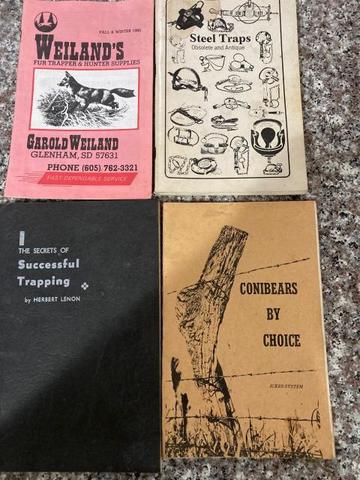 FALL & WINTER 1990
WEILAND'S
FUR TRAPPER & HUNTER SUPPLIES
GAROLD WEILAND
GLENHAM, SD 57631
PHONE (605) 762-3321
FAST DEPENDABLE SERVICE
Steel Traps
Obsolete and Antique
THE SECRETS OF
Successful
Trapping
by HERBERT LENON
CONIBEARS
BY
CHOICE